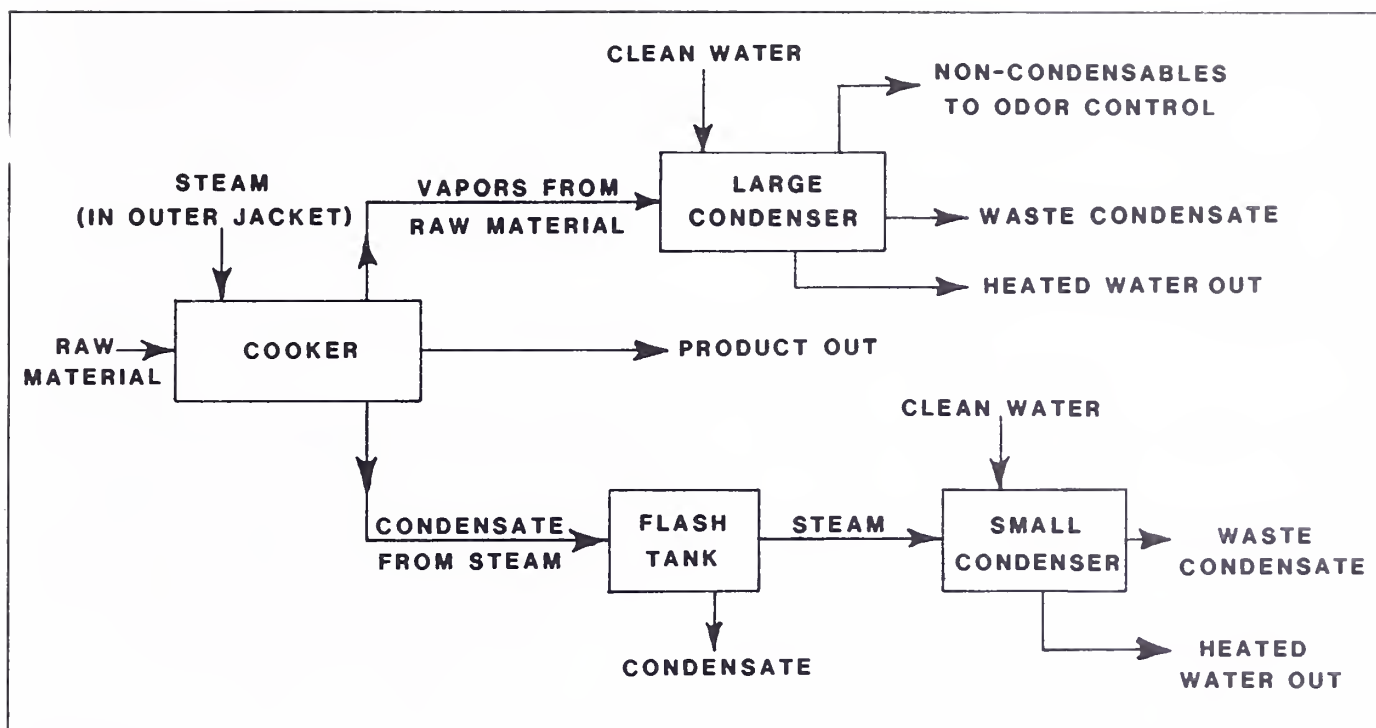 CLEAN WATER
NON-CONDENSABLES
TO ODOR CONTROL
STEAM
(IN OUTER JACKET)
VAPORS FROM
RAW MATERIAL
LARGE
CONDENSER
WASTE CONDENSATE
HEATED WATER OUT
RAW
MATERIAL
COOKER
PRODUCT OUT
CLEAN WATER
CONDENSATE
FROM STEAM
FLASH
TANK
STEAM
SMALL
CONDENSER
WASTE
CONDENSATE
CONDENSATE
HEATED
WATER OUT